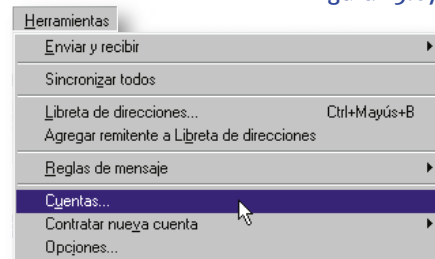 Herramientas
Enviar y recibir
Sincronizar todos
Libreta de direcciones... Ctrl+Mayús+B
Agregar remitente a Libreta de direcciones
Reglas de mensaje
Cuentas...
Contratar nueva cuenta
Opciones...